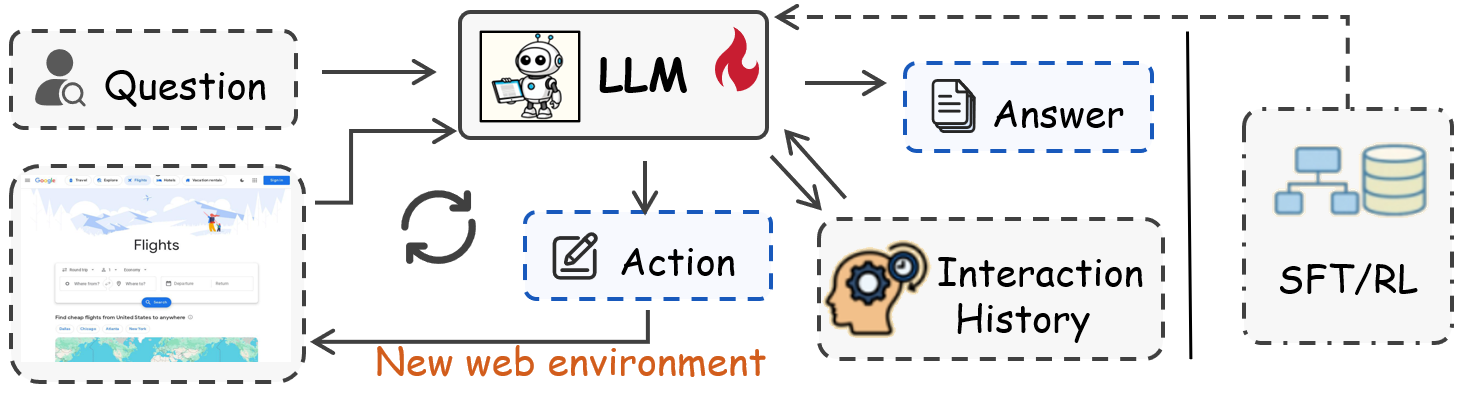 Question
LLM
Answer
Google
Travel
Explore
Flights
Hotels
Vacation rentals
Sign in
Flights
Round trip
1
Economy
Where from?
Where to?
Departure
Return
Search
Find cheap flights from United States to anywhere
Dallas
Chicago
Atlanta
New York
Action
Interaction
History
SFT/RL
New web environment